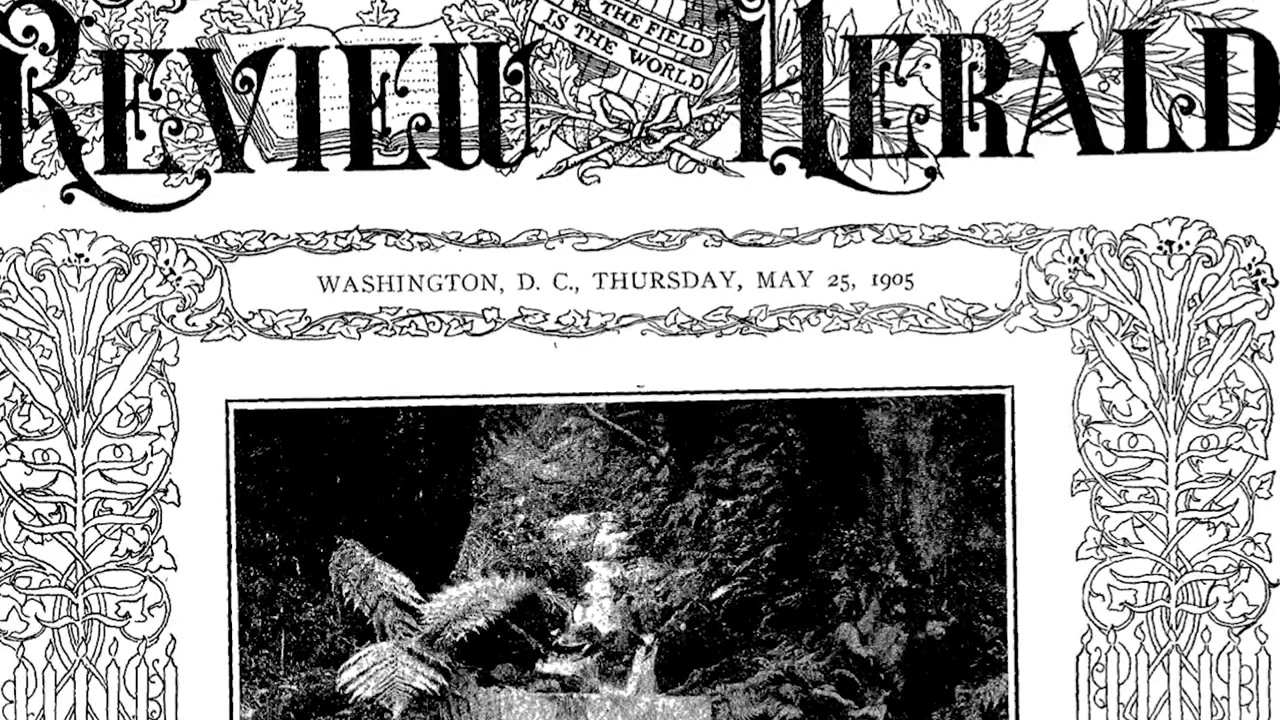 THE FIELD
IS THE WORLD
REVIEW HERALD
WASHINGTON, D. C., THURSDAY, MAY 25, 1905